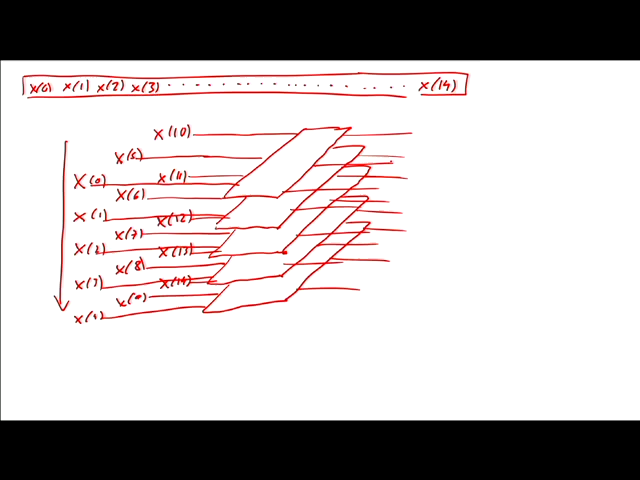 x(0) x(1) x(2) x(3) . . . . . . . . . . . . . . . . . . x(14)
x(10)
x(5)
x(0) x(11)
x(6)
x(1) x(12)
x(7)
x(2) x(13)
x(8)
x(3) x(14)
x(9)
x(4)